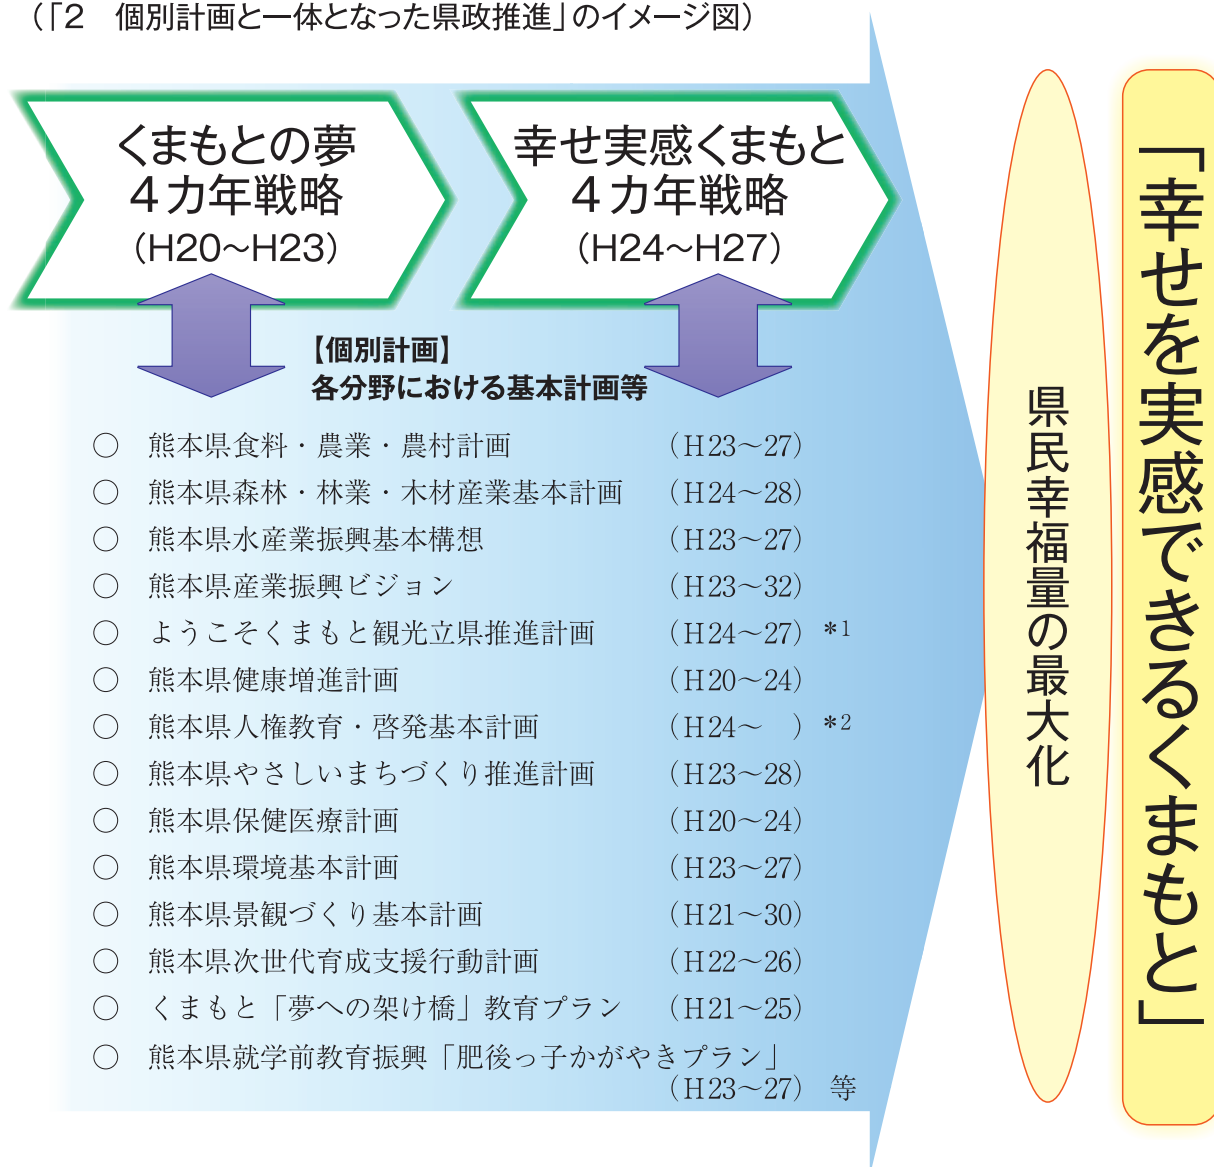 （「2　個別計画と一体となった県政推進」のイメージ図）
くまもとの夢
４カ年戦略
（H20～H23）
幸せ実感くまもと
４カ年戦略
（H24～H27）
【個別計画】
各分野における基本計画等
○　熊本県食料・農業・農村計画　（H23～27）
○　熊本県森林・林業・木材産業基本計画　（H24～28）
○　熊本県水産業振興基本構想　（H23～27）
○　熊本県産業振興ビジョン　（H23～32）
○　ようこそくまもと観光立県推進計画　（H24～27）＊1
○　熊本県健康増進計画　（H20～24）
○　熊本県人権教育・啓発基本計画　（H24～　）＊2
○　熊本県やさしいまちづくり推進計画　（H23～28）
○　熊本県保健医療計画　（H20～24）
○　熊本県環境基本計画　（H23～27）
○　熊本県景観づくり基本計画　（H21～30）
○　熊本県次世代育成支援行動計画　（H22～26）
○　くまもと「夢への架け橋」教育プラン　（H21～25）
○　熊本県就学前教育振興「肥後っ子かがやきプラン」
（H23～27）　等
県民幸福量の最大化
「幸せを実感できるくまもと」